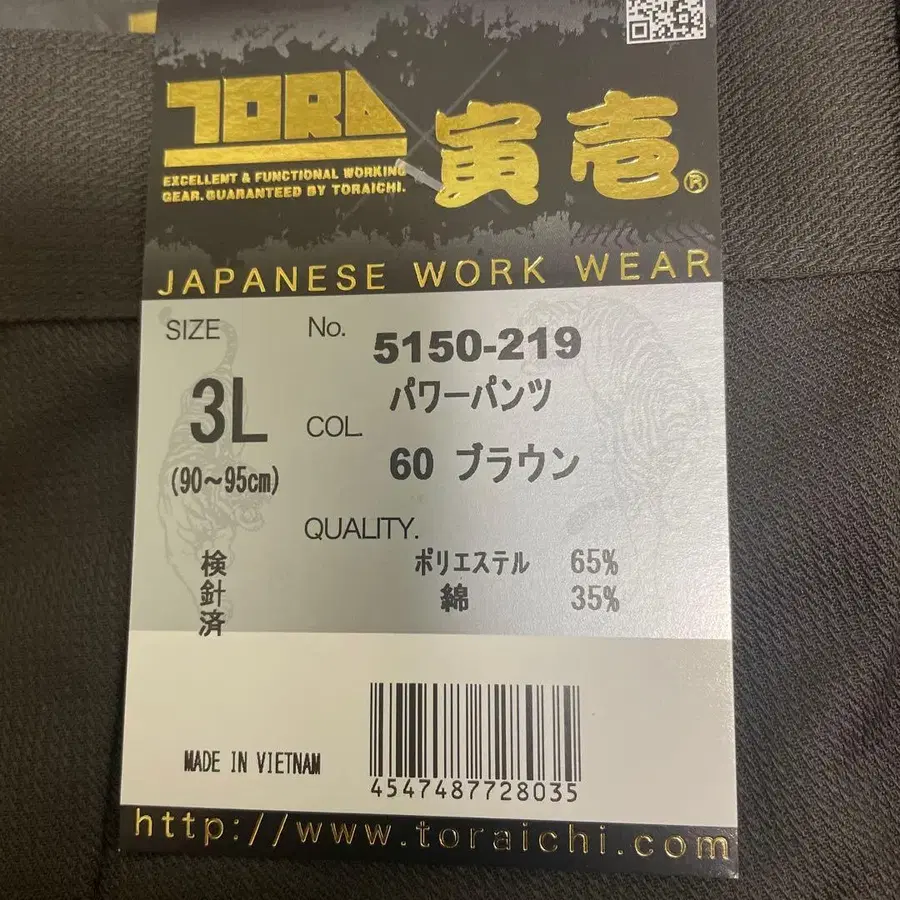 TORA 寅壱®
EXCELLENT & FUNCTIONAL WORKING
GEAR. GUARANTEED BY TORAICHI.
JAPANESE WORK WEAR
SIZE
3L
(90~95cm)
検針済
No. 5150-219
パワーパンツ
COL. 60 ブラウン
QUALITY.
ポリエステル 65%
綿 35%
MADE IN VIETNAM
4547487728035
http://www.toraichi.com